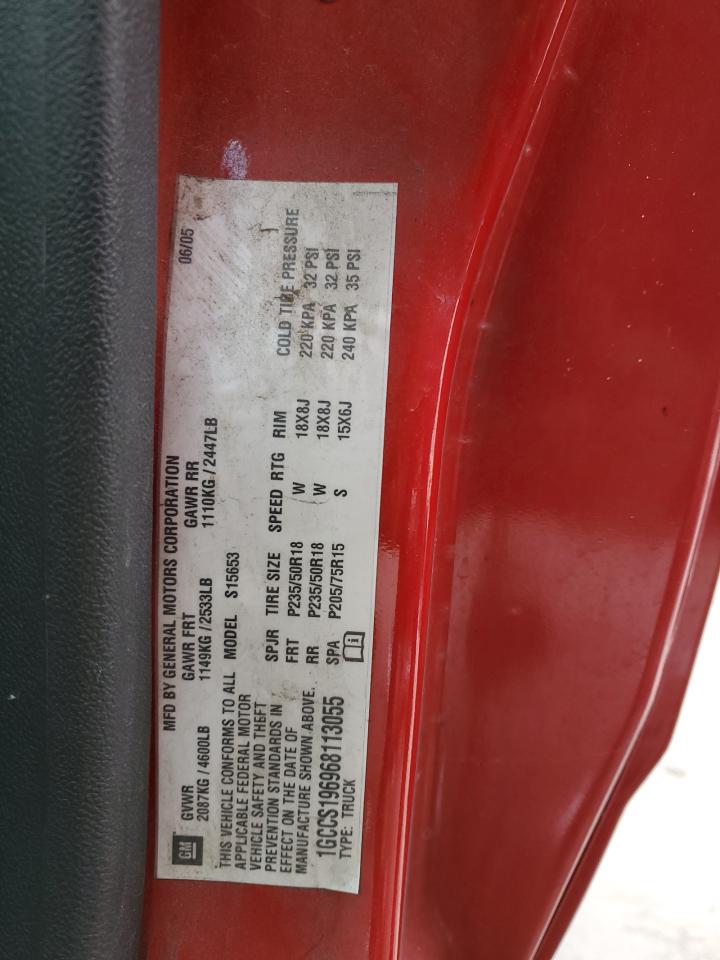 MFD BY GENERAL MOTORS CORPORATION 06/05
GM
GVWR GAWR FRT GAWR RR
2087KG / 4600LB 1149KG / 2533LB 1110KG / 2447LB
THIS VEHICLE CONFORMS TO ALL
APPLICABLE FEDERAL MOTOR
VEHICLE SAFETY AND THEFT
PREVENTION STANDARDS IN
EFFECT ON THE DATE OF
MANUFACTURE SHOWN ABOVE.
1GCCS196968113055
TYPE: TRUCK
MODEL S15653
COLD TIRE PRESSURE
SPJR TIRE SIZE SPEED RTG RIM
FRT P235/50R18 (W 18X8J 220 KPA 32 PSI
RR P235/50R18 (W 18X8J 220 KPA 32 PSI
SPA P205/75R15 S 15X6J 240 KPA 35 PSI